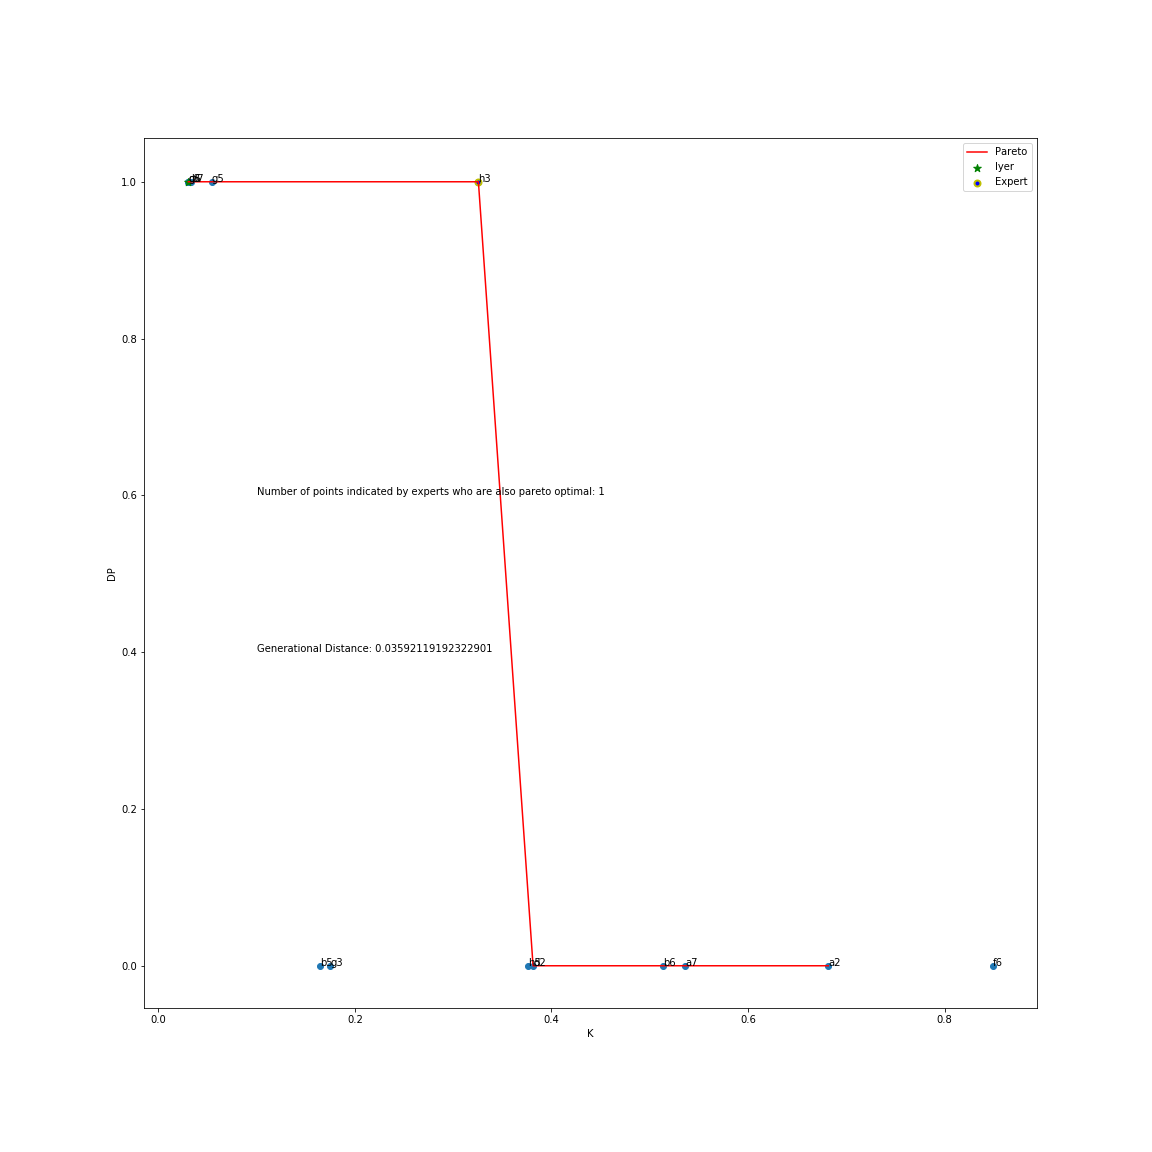 Pareto
Iyer
Expert
1.0
g5
h3
0.8
0.6
Number of points indicated by experts who are also pareto optimal: 1
DP
0.4
Generational Distance: 0.03592119192322901
0.2
0.0
b5
g3
b6
a7
a2
f6
0.0
0.2
0.4
0.6
0.8
K